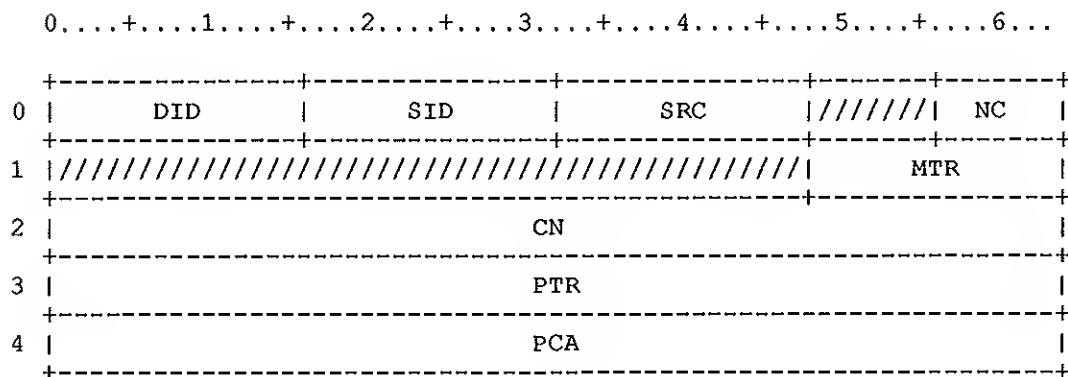 0....+....1....+....2....+....3....+....4....+....5....+....6...
+---------------+---------------+---------------+-------+-------+
0 | DID | SID | SRC |///////| NC |
+---------------+---------------+---------------+-------+-------+
1 |///////////////////////////////////////////////| MTR |
+-----------------------------------------------+---------------+
2 | CN |
+---------------------------------------------------------------+
3 | PTR |
+---------------------------------------------------------------+
4 | PCA |
+---------------------------------------------------------------+